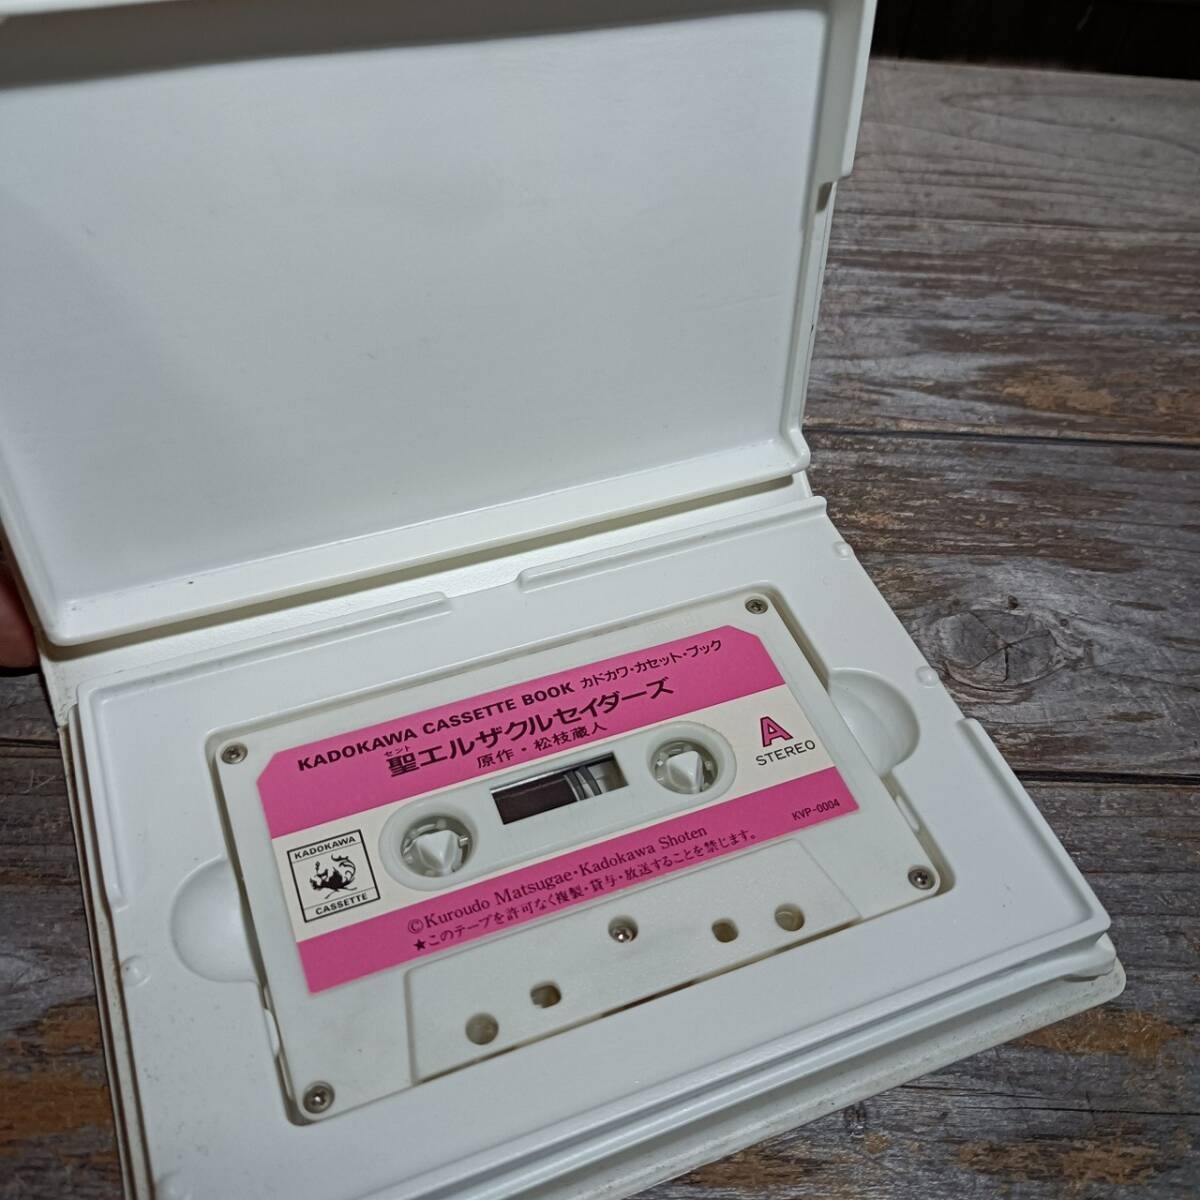 KADOKAWA CASSETTE BOOK カドカワ・カセット・ブック
セント
聖エルザクルセイダーズ
原作・松枝蔵人
A
STEREO
KADOKAWA
CASSETTE
KVP-0004
©Kuroudo Matsugae・Kadokawa Shoten
★このテープを許可なく複製・貸与・放送することを禁じます。